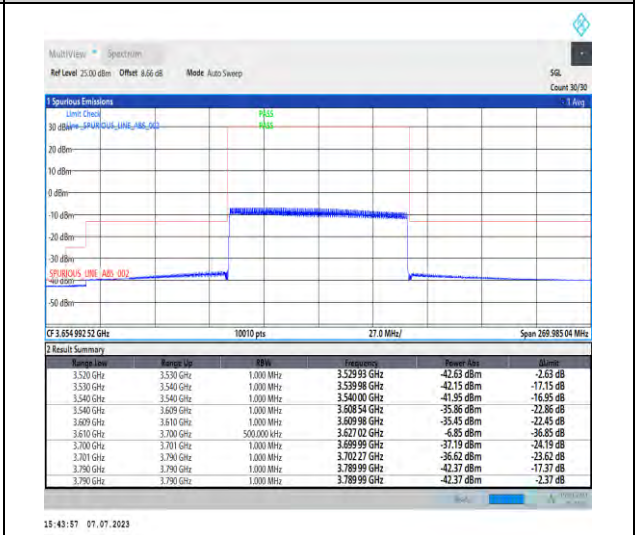 MultiView Spectrum
Ref Level 25.00 dBm Offset 8.66 dB Mode Auto Sweep SGL
Count 30/30
1 Spurious Emissions 1 Avg
Limit Check PASS
30 dBm Line _SPURIOUS_LINE_ABS_002 PASS
20 dBm
10 dBm
0 dBm
-10 dBm
-20 dBm
-30 dBm
_SPURIOUS_LINE_ABS_002
-40 dBm
-50 dBm
CF 3.654 992 52 GHz 10010 pts 27.0 MHz/ Span 269.985 04 MHz
2 Result Summary
Range Low Range Up RBW Frequency Power Abs ΔLimit
3.520 GHz 3.530 GHz 1.000 MHz 3.529 93 GHz -42.63 dBm -2.63 dB
3.530 GHz 3.540 GHz 1.000 MHz 3.539 98 GHz -42.15 dBm -17.15 dB
3.540 GHz 3.540 GHz 1.000 MHz 3.540 00 GHz -41.95 dBm -16.95 dB
3.540 GHz 3.609 GHz 1.000 MHz 3.608 54 GHz -35.86 dBm -22.86 dB
3.609 GHz 3.610 GHz 1.000 MHz 3.609 98 GHz -35.45 dBm -22.45 dB
3.610 GHz 3.700 GHz 500.000 kHz 3.627 02 GHz -6.85 dBm -36.85 dB
3.700 GHz 3.701 GHz 1.000 MHz 3.699 99 GHz -37.19 dBm -24.19 dB
3.701 GHz 3.790 GHz 1.000 MHz 3.702 27 GHz -36.62 dBm -23.62 dB
3.790 GHz 3.790 GHz 1.000 MHz 3.789 99 GHz -42.37 dBm -17.37 dB
3.790 GHz 3.790 GHz 1.000 MHz 3.789 99 GHz -42.37 dBm -2.37 dB
15:43:57 07.07.2023